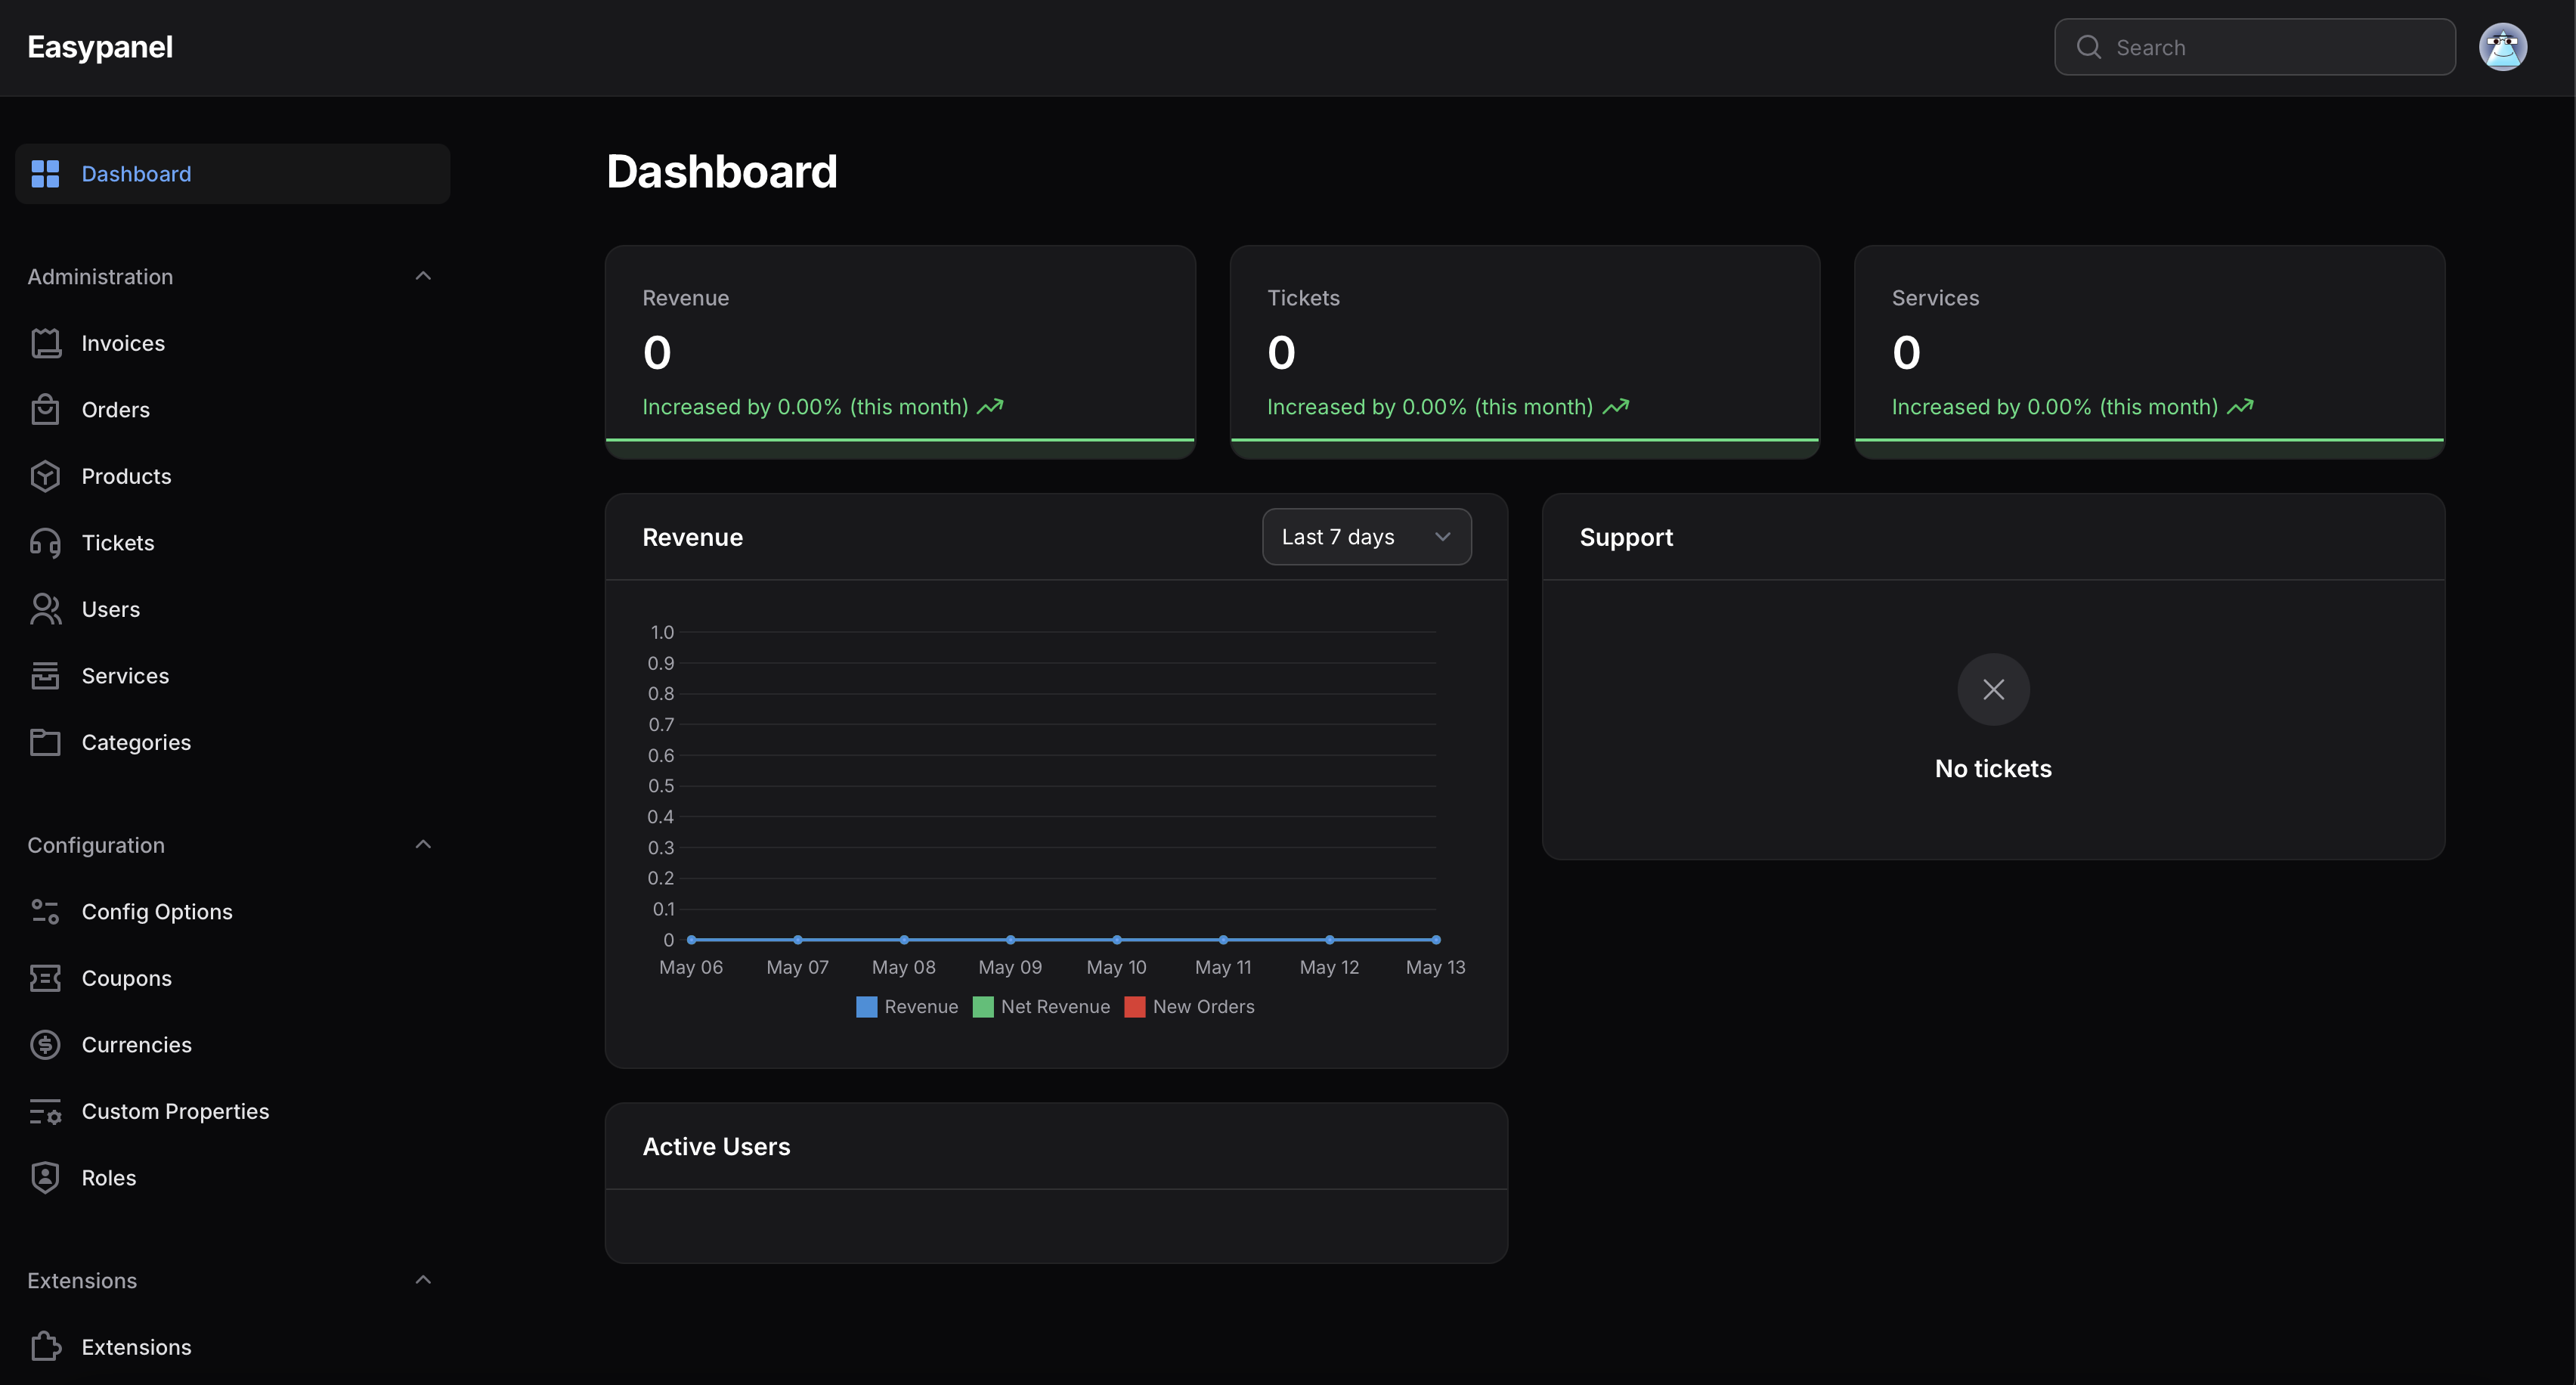 Easypanel
Search
Dashboard
Administration
Invoices
Orders
Products
Tickets
Users
Services
Categories
Configuration
Config Options
Coupons
Currencies
Custom Properties
Roles
Extensions
Extensions
Dashboard
Revenue
0
Increased by 0.00% (this month)
Tickets
0
Increased by 0.00% (this month)
Services
0
Increased by 0.00% (this month)
Revenue
Last 7 days
1.0
0.9
0.8
0.7
0.6
0.5
0.4
0.3
0.2
0.1
0
May 06 May 07 May 08 May 09 May 10 May 11 May 12 May 13
Revenue Net Revenue New Orders
Support
No tickets
Active Users